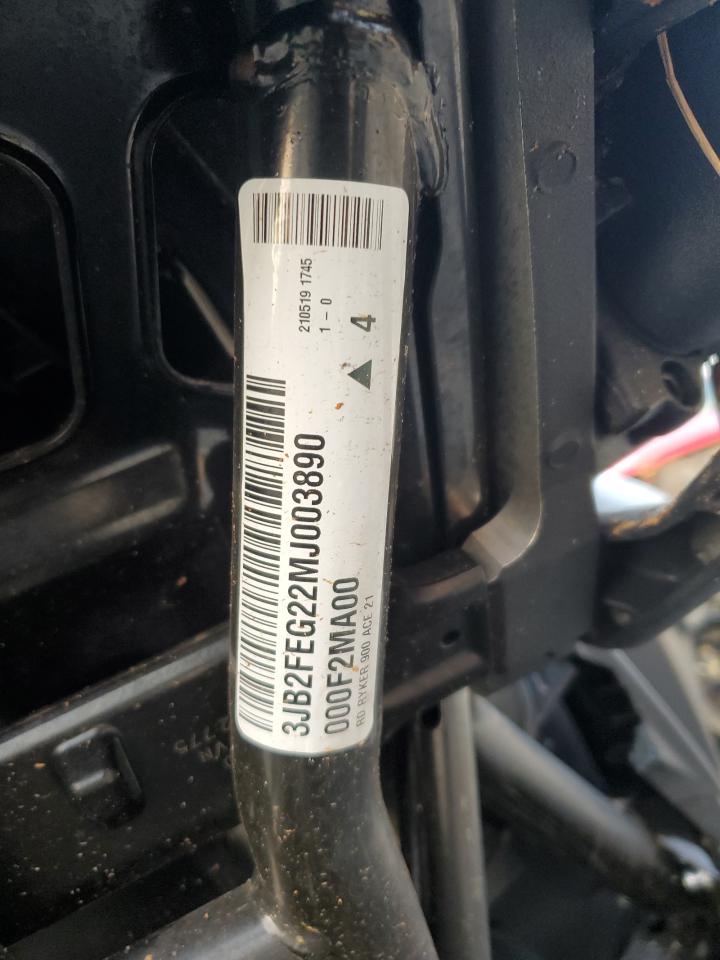 210519 1745
1 - 0
4
3JB2FEG22MJ003890
000F2MA00
RD RYKER 900 ACE 21